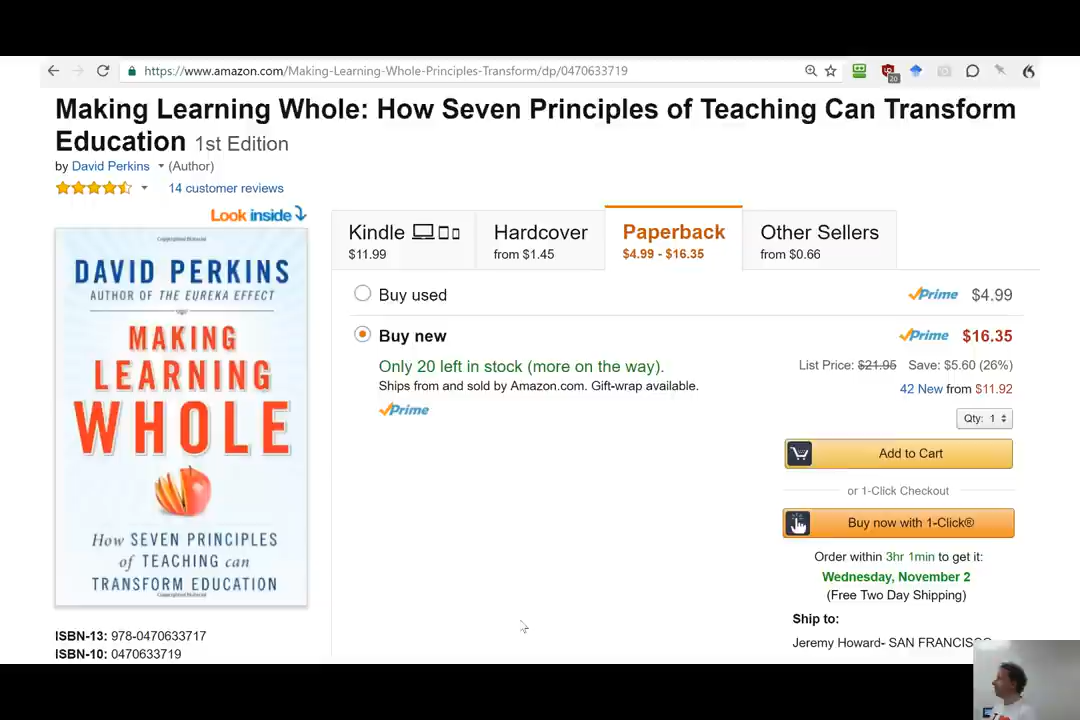 https://www.amazon.com/Making-Learning-Whole-Principles-Transform/dp/0470633719
20
Making Learning Whole: How Seven Principles of Teaching Can Transform
Education 1st Edition
by David Perkins (Author)
14 customer reviews
Look inside
DAVID PERKINS
AUTHOR OF THE EUREKA EFFECT
MAKING
LEARNING
WHOLE
How SEVEN PRINCIPLES
of TEACHING can
TRANSFORM EDUCATION
ISBN-13: 978-0470633717
ISBN-10: 0470633719
Kindle
$11.99
Hardcover
from $1.45
Paperback
$4.99 - $16.35
Other Sellers
from $0.66
Buy used
Prime $4.99
Buy new
Prime $16.35
Only 20 left in stock (more on the way).
Ships from and sold by Amazon.com. Gift-wrap available.
Prime
List Price: $21.95 Save: $5.60 (26%)
42 New from $11.92
Qty: 1
Add to Cart
or 1-Click Checkout
Buy now with 1-Click®
Order within 3hr 1min to get it:
Wednesday, November 2
(Free Two Day Shipping)
Ship to:
Jeremy Howard- SAN FRANCISCO